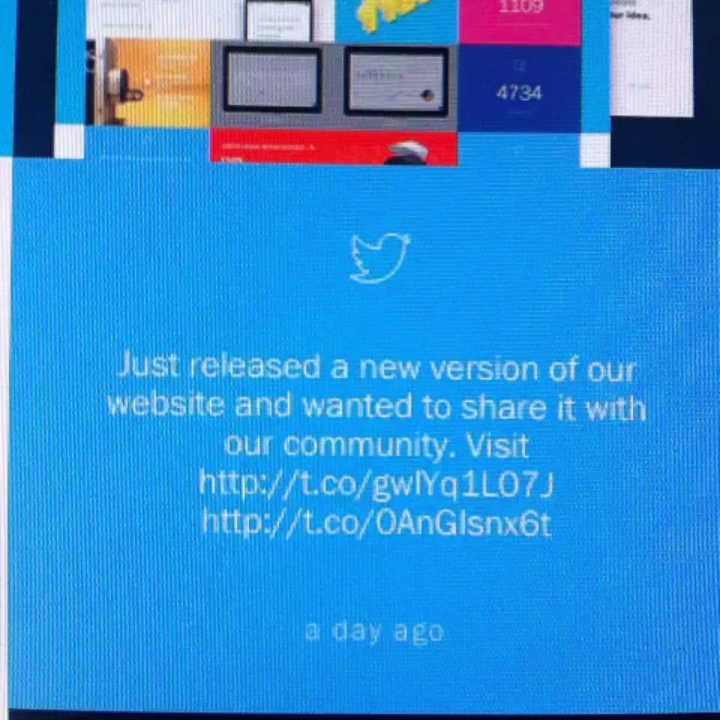 1109
ur idea.
4734
Just released a new version of our
website and wanted to share it with
our community. Visit
http://t.co/gwlYq1L07J
http://t.co/0AnGlsnx6t
a day ago